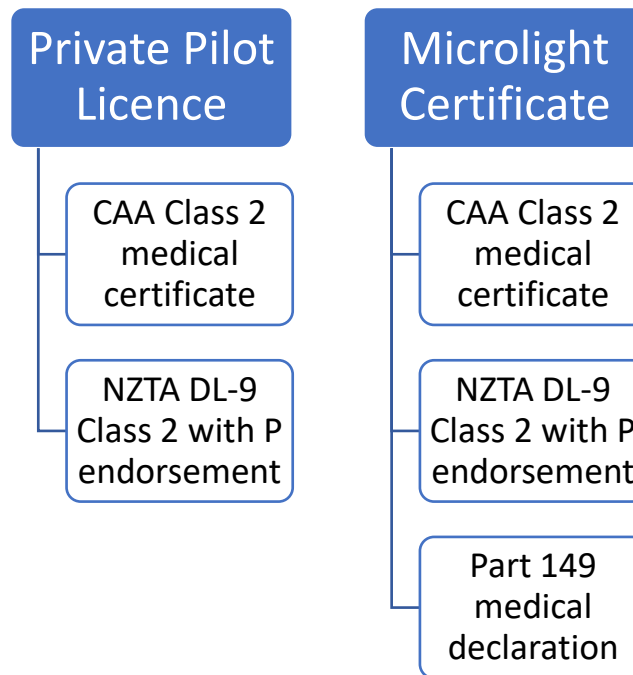 Private Pilot
Licence
CAA Class 2
medical
certificate
NZTA DL-9
Class 2 with P
endorsement
Microlight
Certificate
CAA Class 2
medical
certificate
NZTA DL-9
Class 2 with P
endorsement
Part 149
medical
declaration